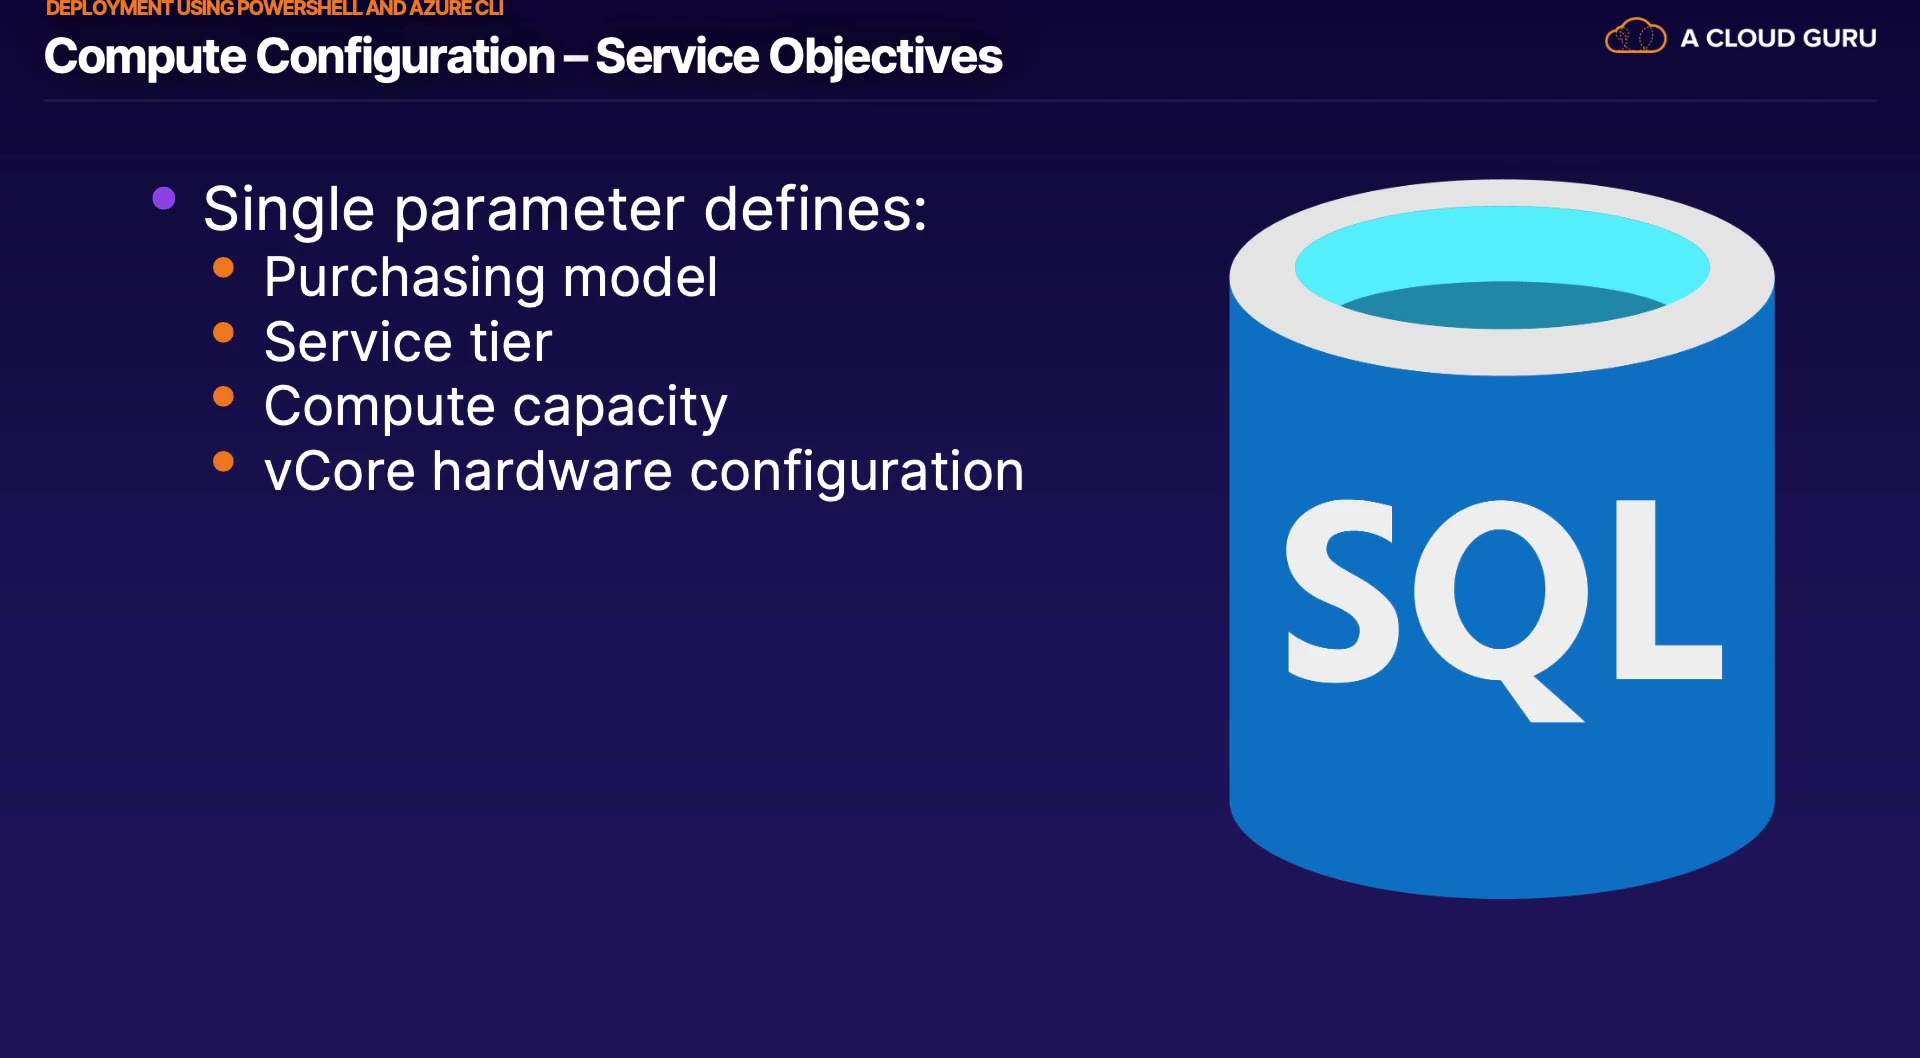 DEPLOYMENT USING POWERSHELL AND AZURE CLI
Compute Configuration – Service Objectives
A CLOUD GURU
Single parameter defines:
Purchasing model
Service tier
Compute capacity
vCore hardware configuration
SQL